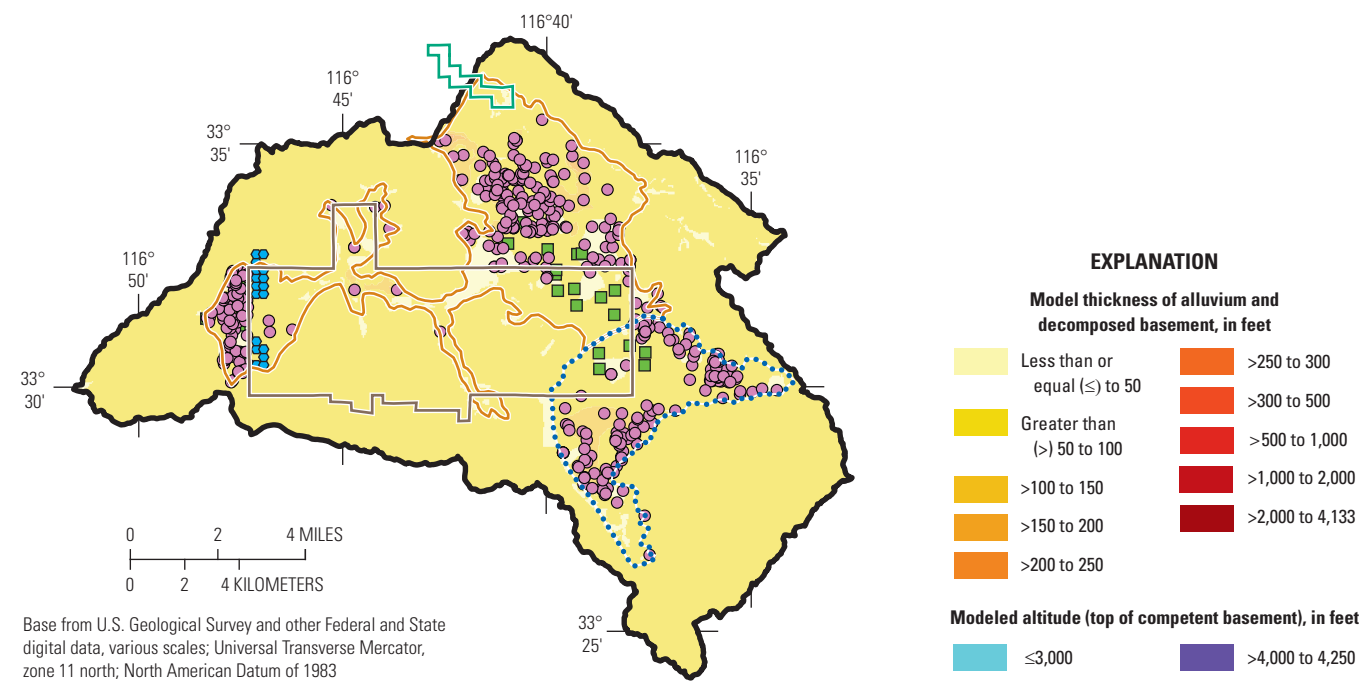 116°40'
116°
45'
33°
35'
116°
35'
116°
50'
33°
30'
0 2 4 MILES
0 2 4 KILOMETERS
33°
25'
Base from U.S. Geological Survey and other Federal and State
digital data, various scales; Universal Transverse Mercator,
zone 11 north; North American Datum of 1983
EXPLANATION
Model thickness of alluvium and
decomposed basement, in feet
Less than or
equal (≤) to 50
Greater than
(>) 50 to 100
>100 to 150
>150 to 200
>200 to 250
>250 to 300
>300 to 500
>500 to 1,000
>1,000 to 2,000
>2,000 to 4,133
Modeled altitude (top of competent basement), in feet
≤3,000
>4,000 to 4,250